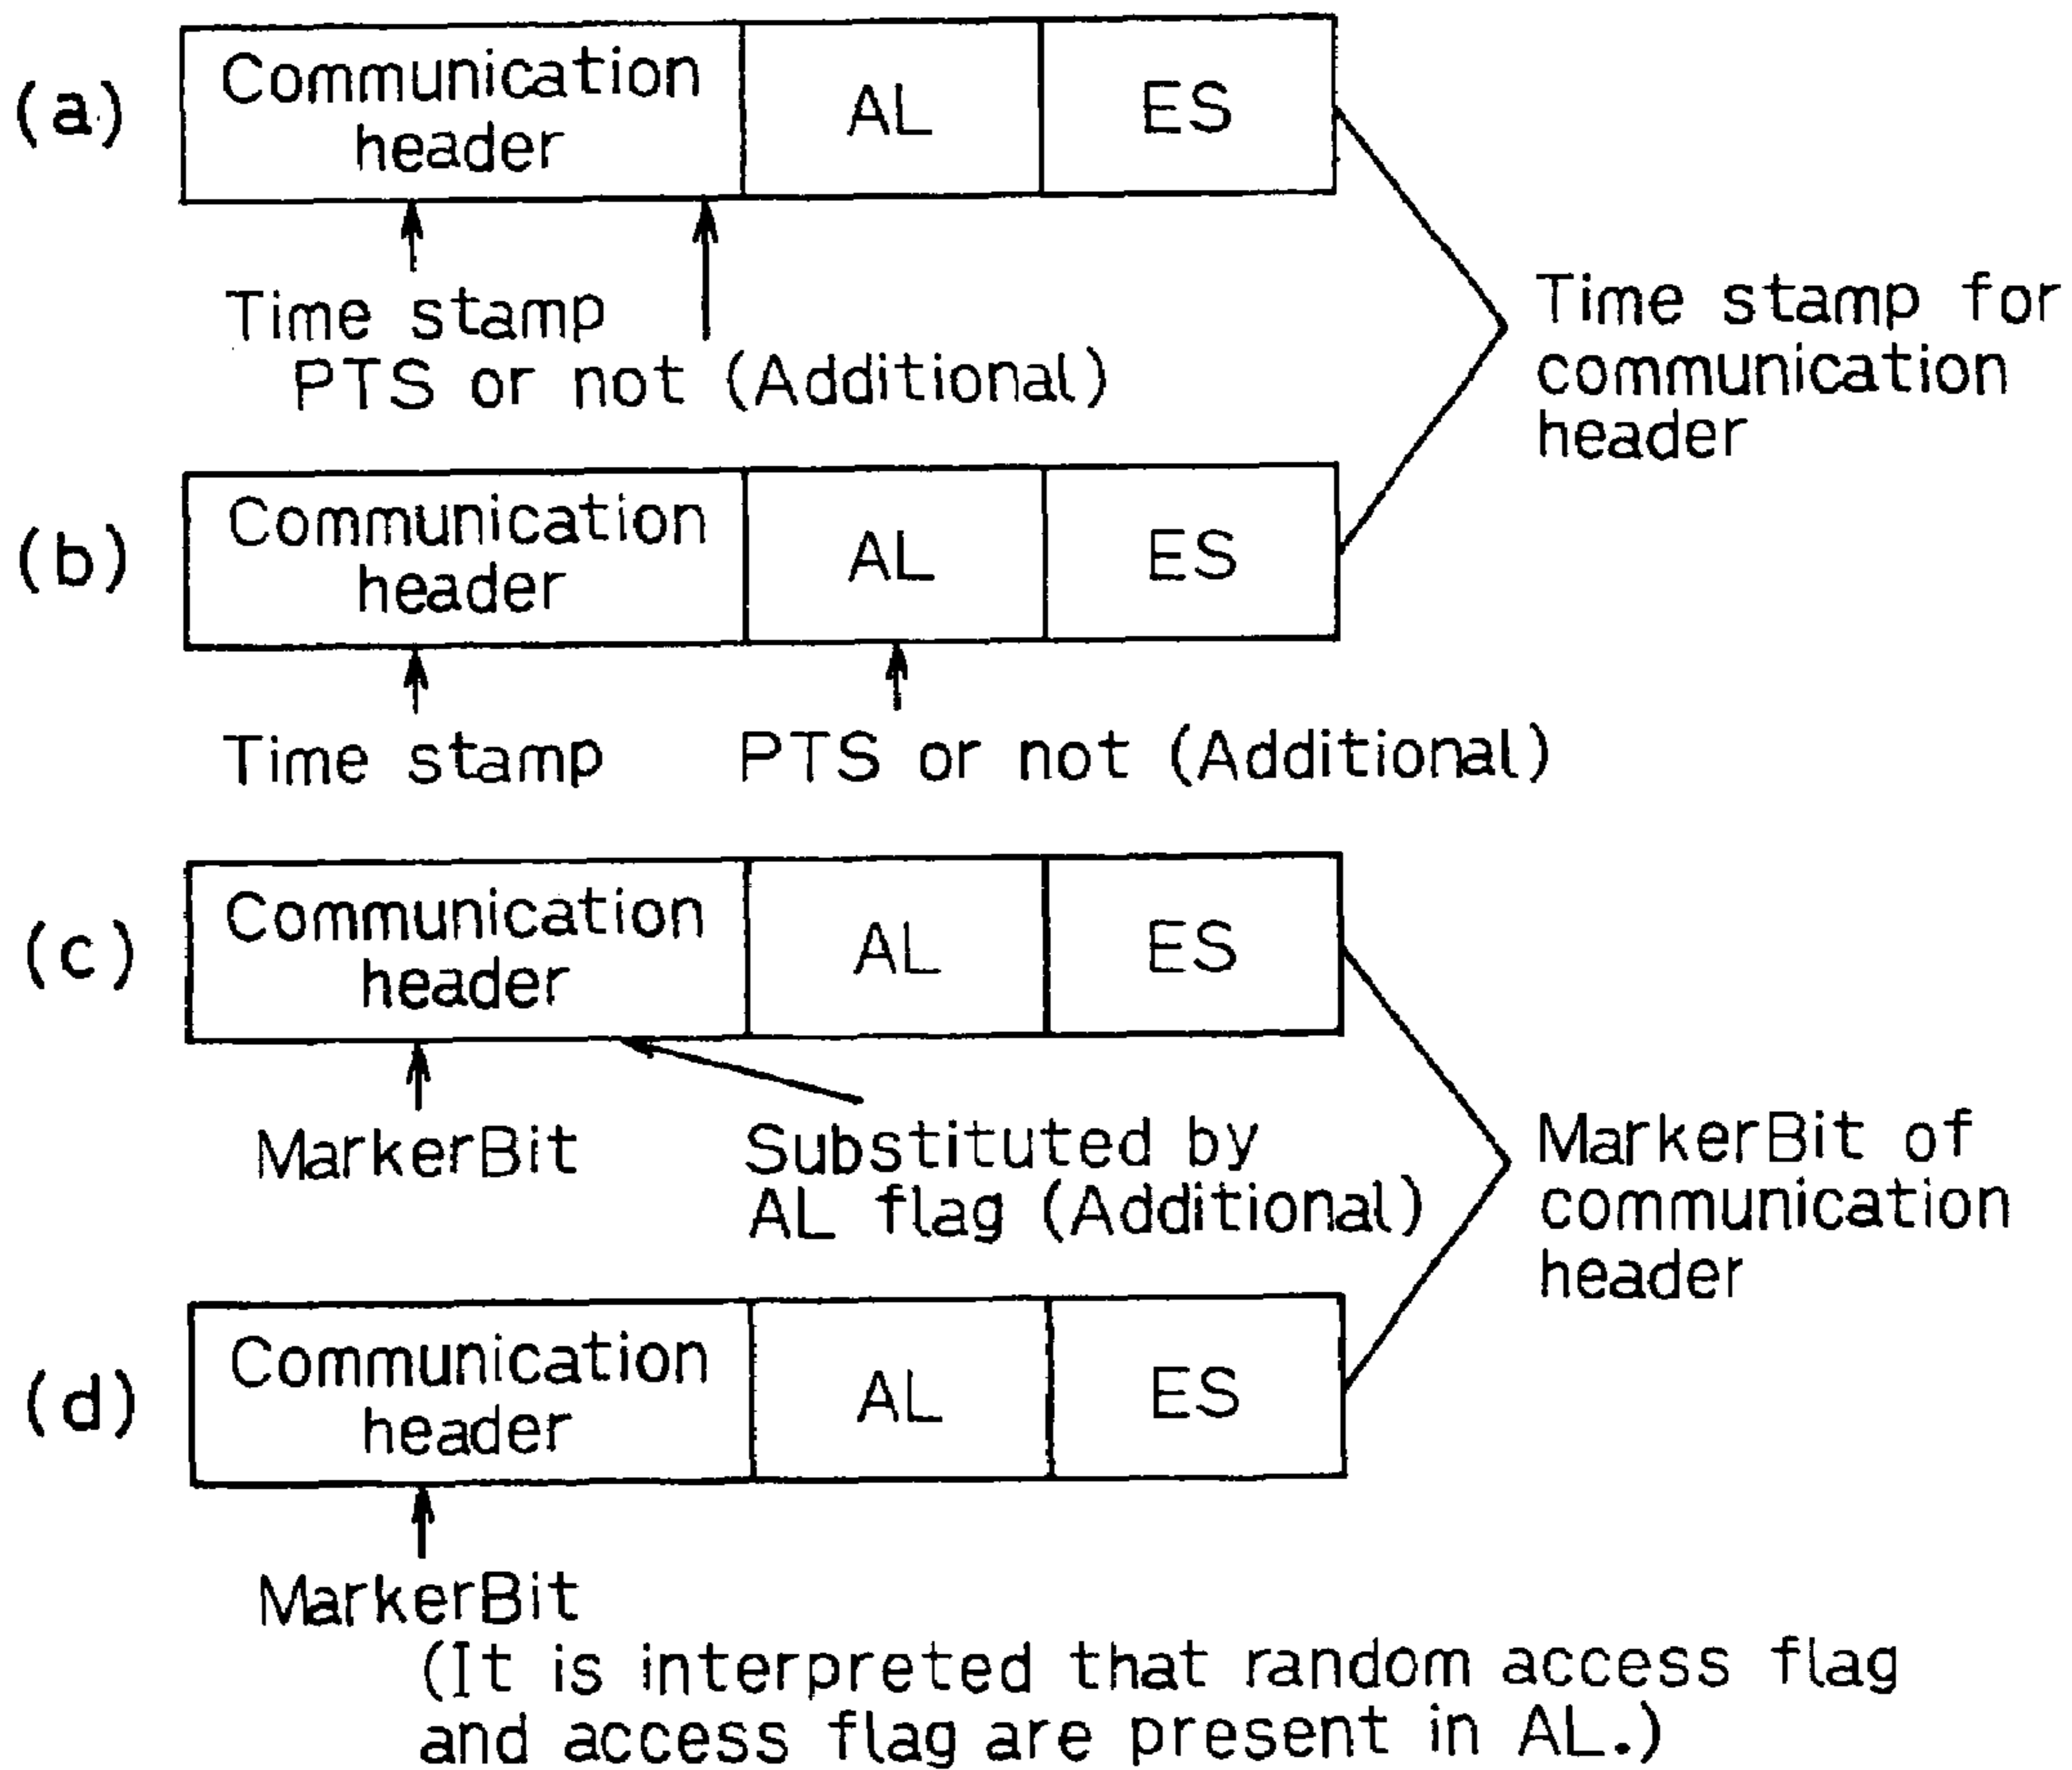 (a)
Communication
header
AL
ES
Time stamp
PTS or not (Additional)
Time stamp for
communication
header
(b)
Communication
header
AL
ES
Time stamp
PTS or not (Additional)
(c)
Communication
header
AL
ES
MarkerBit
Substituted by
AL flag (Additional)
MarkerBit of
communication
header
(d)
Communication
header
AL
ES
MarkerBit
(It is interpreted that random access flag
and access flag are present in AL.)